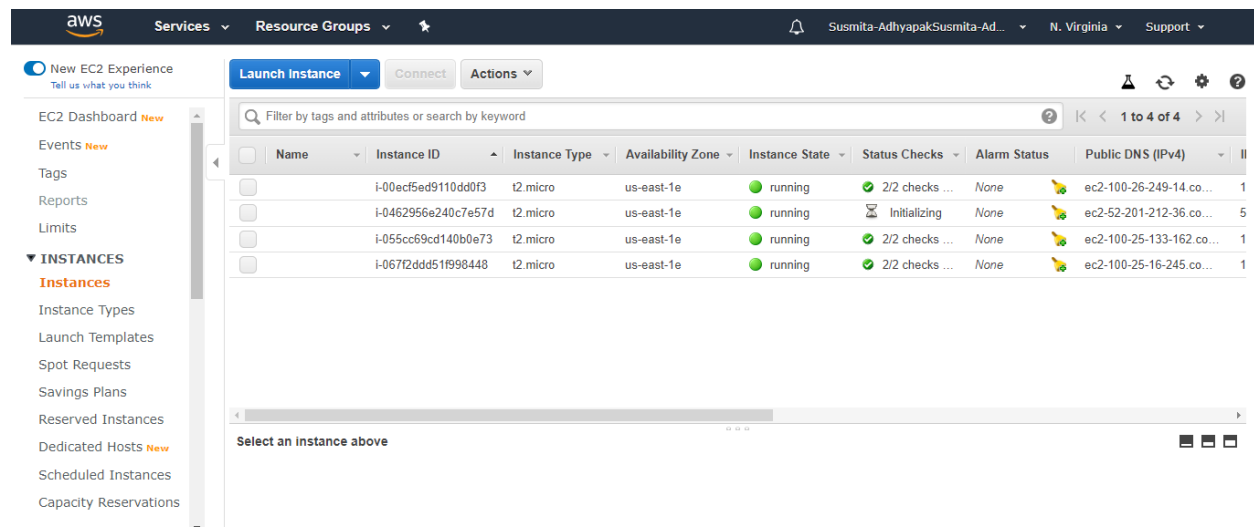 aws Services Resource Groups Susmita-AdhyapakSusmita-Ad... N. Virginia Support
New EC2 Experience
Tell us what you think
Launch Instance Connect Actions
EC2 Dashboard New
Events New
Tags
Reports
Limits
INSTANCES
Instances
Instance Types
Launch Templates
Spot Requests
Savings Plans
Reserved Instances
Dedicated Hosts New
Scheduled Instances
Capacity Reservations
Filter by tags and attributes or search by keyword 1 to 4 of 4
Name Instance ID Instance Type Availability Zone Instance State Status Checks Alarm Status Public DNS (IPv4)
i-00ecf5ed9110dd0f3 t2.micro us-east-1e running 2/2 checks ... None ec2-100-26-249-14.co... 1
i-0462956e240c7e57d t2.micro us-east-1e running Initializing None ec2-52-201-212-36.co... 5
i-055cc69cd140b0e73 t2.micro us-east-1e running 2/2 checks ... None ec2-100-25-133-162.co... 1
i-067f2ddd51f998448 t2.micro us-east-1e running 2/2 checks ... None ec2-100-25-16-245.co... 1
Select an instance above